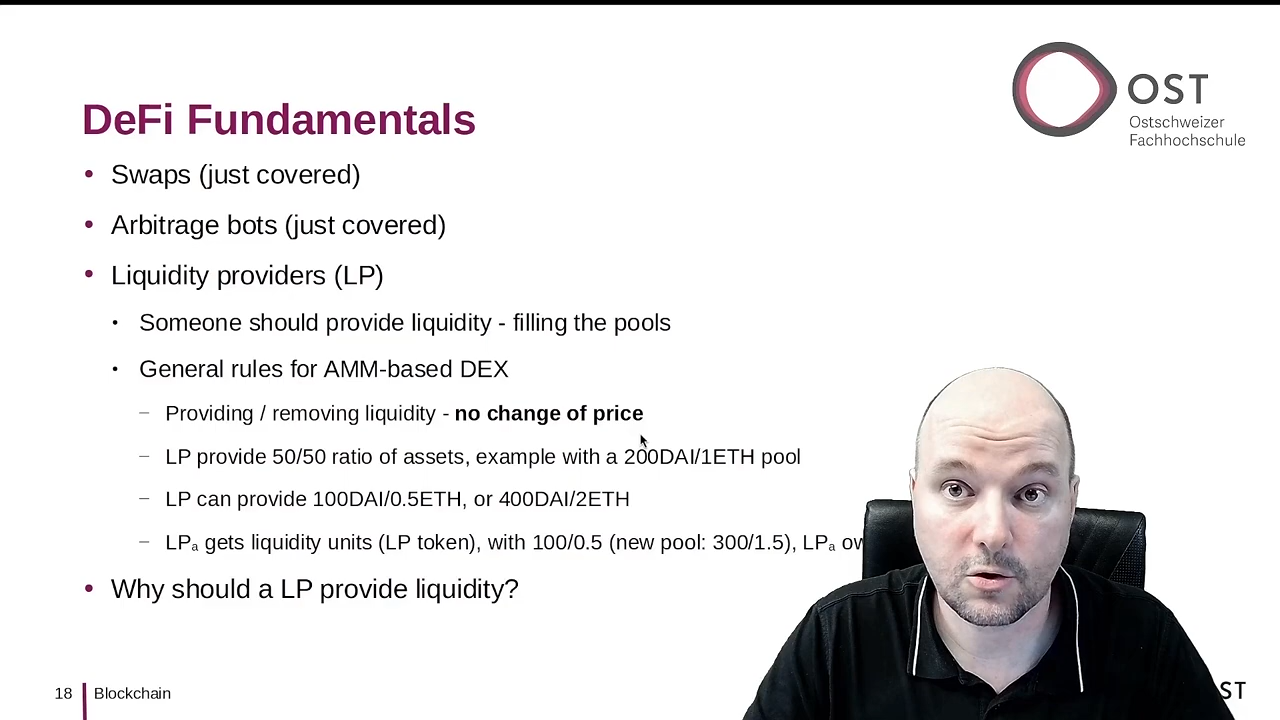 OST
Ostschweizer
Fachhochschule
DeFi Fundamentals
• Swaps (just covered)
• Arbitrage bots (just covered)
• Liquidity providers (LP)
• Someone should provide liquidity - filling the pools
• General rules for AMM-based DEX
– Providing / removing liquidity - no change of price
– LP provide 50/50 ratio of assets, example with a 200DAI/1ETH pool
– LP can provide 100DAI/0.5ETH, or 400DAI/2ETH
– LPₐ gets liquidity units (LP token), with 100/0.5 (new pool: 300/1.5), LPₐ
• Why should a LP provide liquidity?
18 Blockchain
ST